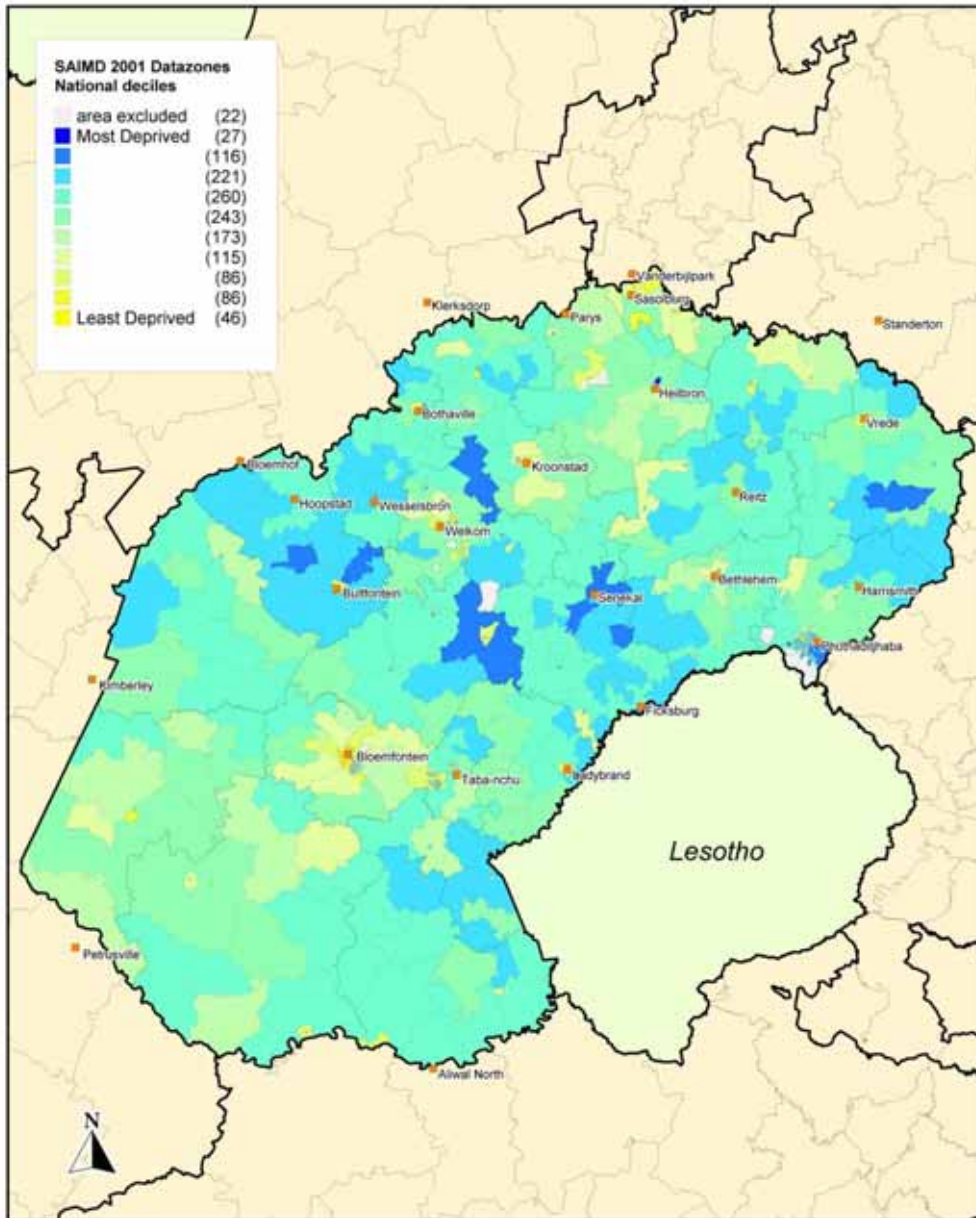 SAIMD 2001 Datazones
National deciles
area excluded (22)
Most Deprived (27)
(116)
(221)
(260)
(243)
(173)
(115)
(86)
(86)
Least Deprived (46)
Vanderbijlpark
Klerksdorp
Sasolburg
Parys
Standerton
Heilbron
Bothaville
Vrede
Bloemhof
Kroonstad
Hoopstad
Wesselsbron
Reitz
Welkom
Bultfontein
Senekal
Bethlehem
Harrismith
Phuthaditjhaba
Kimberley
Ficksburg
Bloemfontein
Taba-nchu
Ladybrand
Lesotho
Petrusville
Aliwal North
N